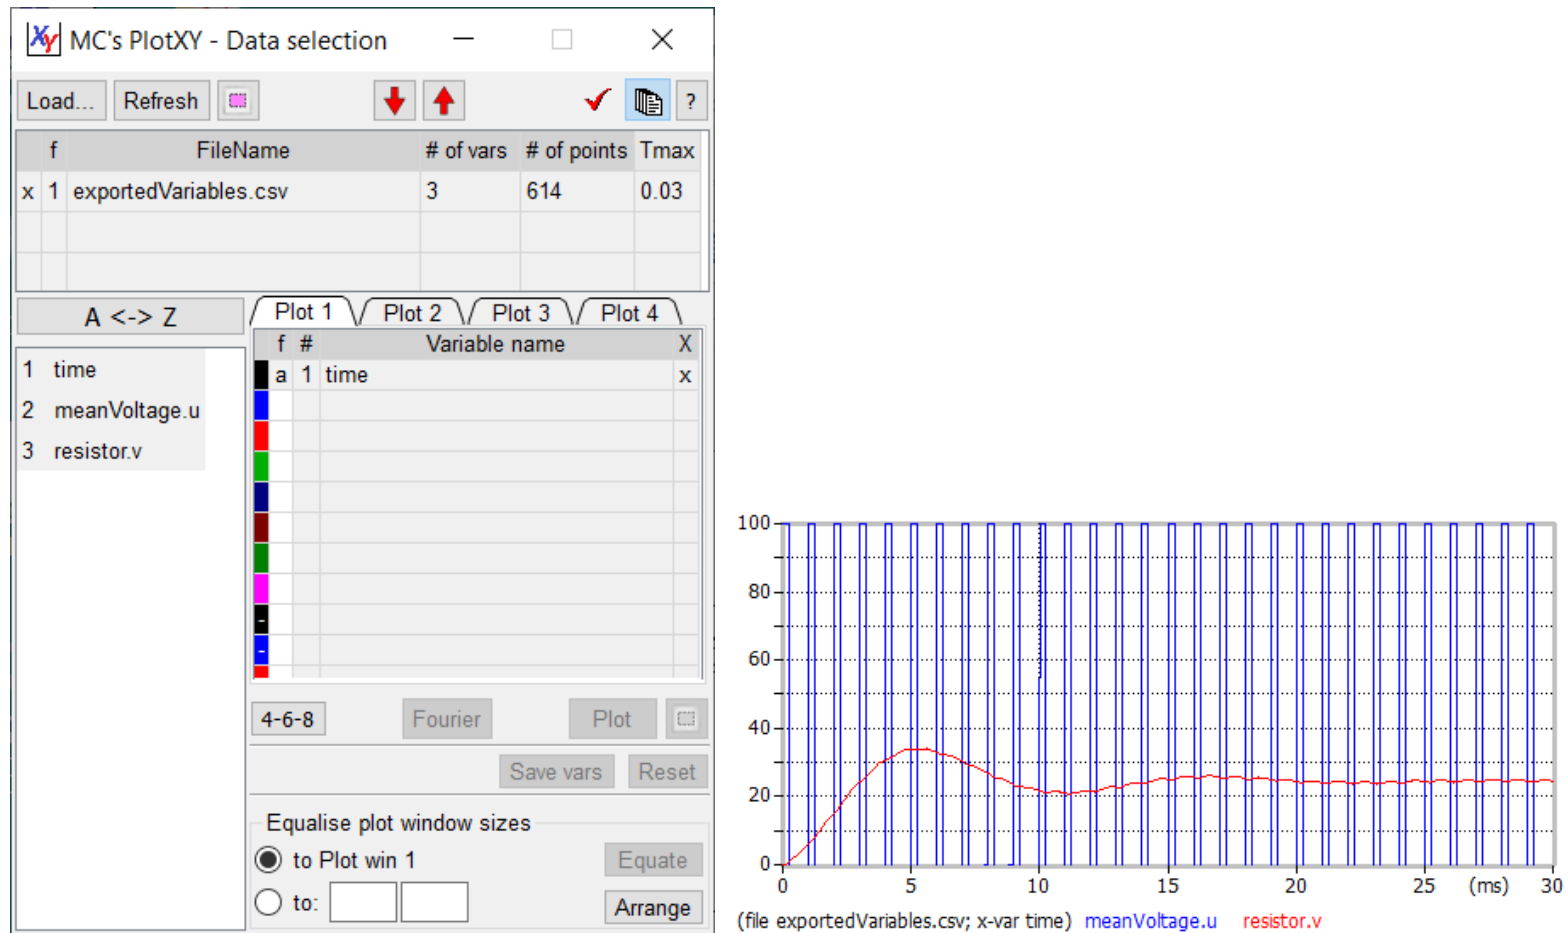 MC's PlotXY - Data selection
Load... Refresh ?
f FileName # of vars # of points Tmax
x 1 exportedVariables.csv 3 614 0.03
A <-> Z
Plot 1 Plot 2 Plot 3 Plot 4
f # Variable name X
a 1 time x
1 time
2 meanVoltage.u
3 resistor.v
4-6-8 Fourier Plot
Save vars Reset
Equalise plot window sizes
to Plot win 1 Equate
to: Arrange
100
80
60
40
20
0
0 5 10 15 20 25 (ms) 30
(file exportedVariables.csv; x-var time) meanVoltage.u resistor.v